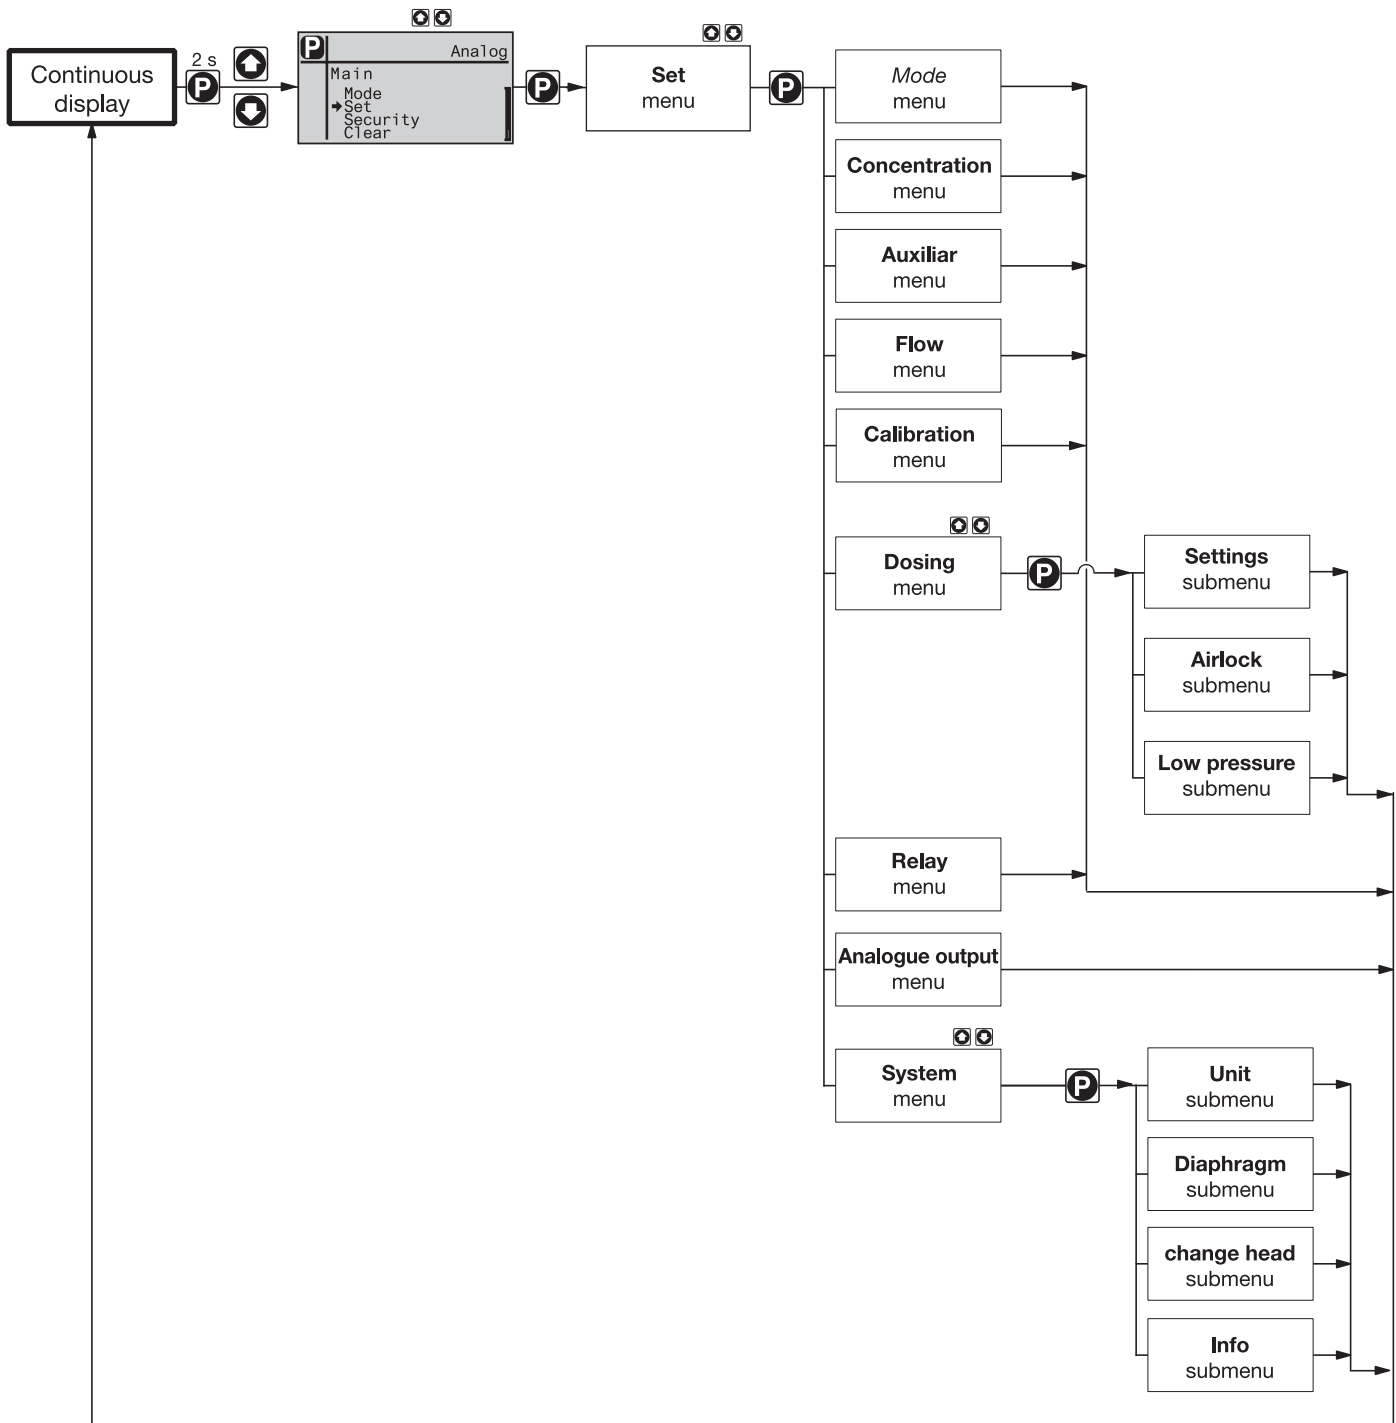 Continuous
display
2 s
P
P
Analog
Main
Mode
Set
Security
Clear
P
Set
menu
P
Mode
menu
Concentration
menu
Auxiliar
menu
Flow
menu
Calibration
menu
Dosing
menu
P
Settings
submenu
Airlock
submenu
Low pressure
submenu
Relay
menu
Analogue output
menu
System
menu
P
Unit
submenu
Diaphragm
submenu
change head
submenu
Info
submenu